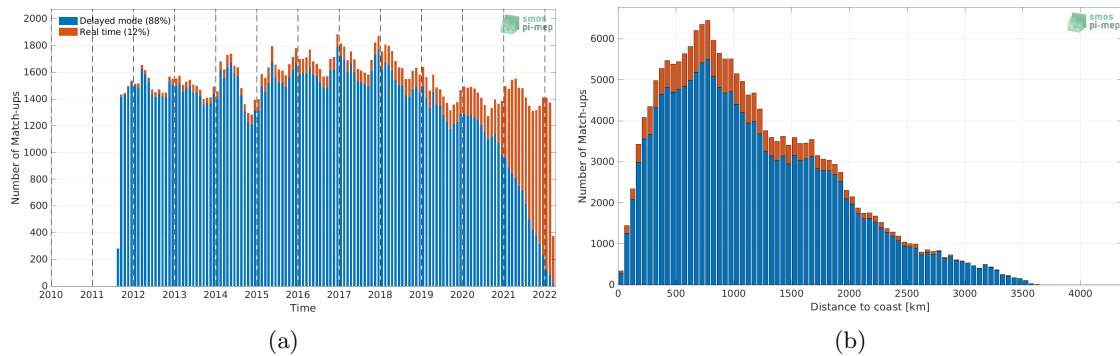 Delayed mode (88%)
Real time (12%)
smos
pi-mep
Number of Match-ups
2000
1800
1600
1400
1200
1000
800
600
400
200
0
2010 2011 2012 2013 2014 2015 2016 2017 2018 2019 2020 2021 2022
Time
(a)
smos
pi-mep
Number of Match-ups
6000
5000
4000
3000
2000
1000
0
0 500 1000 1500 2000 2500 3000 3500 4000
Distance to coast [km]
(b)